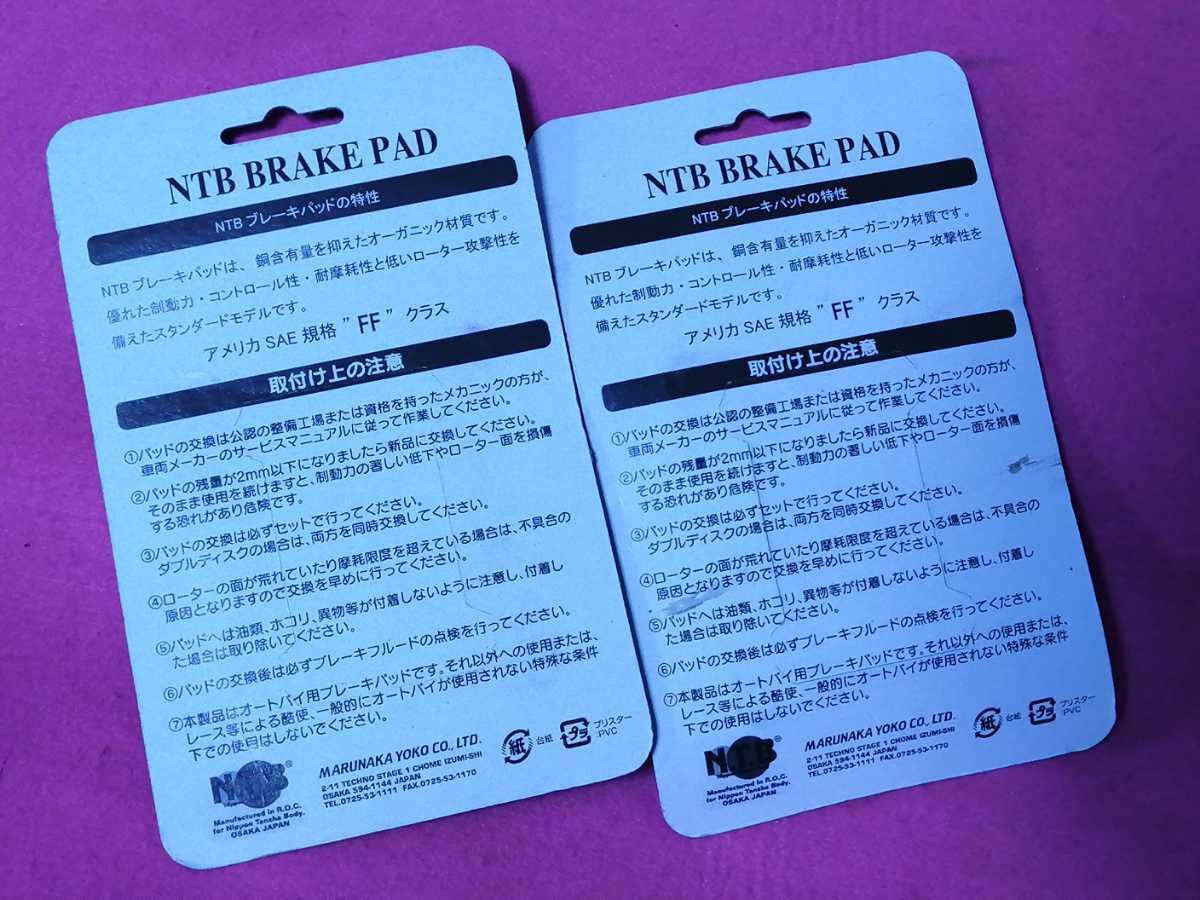 NTB BRAKE PAD
NTB ブレーキパッドの特性
NTB ブレーキパッドは、銅含有量を抑えたオーガニック材質です。
優れた制動力・コントロール性・耐摩耗性と低いローター攻撃性を
備えたスタンダードモデルです。
アメリカ SAE 規格 ” FF ” クラス
取付け上の注意
①パッドの交換は公認の整備工場または資格を持ったメカニックの方が、
車両メーカーのサービスマニュアルに従って作業してください。
②パッドの残量が2mm以下になりましたら新品に交換してください。
そのまま使用を続けますと、制動力の著しい低下やローター面を損傷
する恐れがあり危険です。
③パッドの交換は必ずセットで行ってください。
ダブルディスクの場合は、両方を同時交換してください。
④ローターの面が荒れていたり摩耗限度を超えている場合は、不具合の
原因となりますので交換を早めに行ってください。
⑤パッドへは油類、ホコリ、異物等が付着しないように注意し、付着し
た場合は取り除いてください。
⑥パッドの交換後は必ずブレーキフルードの点検を行ってください。
⑦本製品はオートバイ用ブレーキパッドです。それ以外への使用または、
レース等による酷使、一般的にオートバイが使用されない特殊な条件
下での使用はしないでください。
NTB®
Manufactured in R.O.C.
for Nippon Tansha Body.
OSAKA JAPAN
MARUNAKA YOKO CO., LTD.
2-11 TECHNO STAGE 1 CHOME IZUMI-SHI
OSAKA 594-1144 JAPAN
TEL.0725-53-1111 FAX.0725-53-1170
紙 台紙
プラ ブリスター
:PVC
NTB BRAKE PAD
NTB ブレーキパッドの特性
NTB ブレーキパッドは、銅含有量を抑えたオーガニック材質です。
優れた制動力・コントロール性・耐摩耗性と低いローター攻撃性を
備えたスタンダードモデルです。
アメリカ SAE 規格 ” FF ” クラス
取付け上の注意
①パッドの交換は公認の整備工場または資格を持ったメカニックの方が、
車両メーカーのサービスマニュアルに従って作業してください。
②パッドの残量が2mm以下になりましたら新品に交換してください。
そのまま使用を続けますと、制動力の著しい低下やローター面を損傷
する恐れがあり危険です。
③パッドの交換は必ずセットで行ってください。
ダブルディスクの場合は、両方を同時交換してください。
④ローターの面が荒れていたり摩耗限度を超えている場合は、不具合の
原因となりますので交換を早めに行ってください。
⑤パッドへは油類、ホコリ、異物等が付着しないように注意し、付着し
た場合は取り除いてください。
⑥パッドの交換後は必ずブレーキフルードの点検を行ってください。
⑦本製品はオートバイ用ブレーキパッドです。それ以外への使用または、
レース等による酷使、一般的にオートバイが使用されない特殊な条件
下での使用はしないでください。
NTB®
Manufactured in R.O.C.
for Nippon Tansha Body.
OSAKA JAPAN
MARUNAKA YOKO CO., LTD.
2-11 TECHNO STAGE 1 CHOME IZUMI-SHI
OSAKA 594-1144 JAPAN
TEL.0725-53-1111 FAX.0725-53-1170
紙 台紙
プラ ブリスター
:PVC